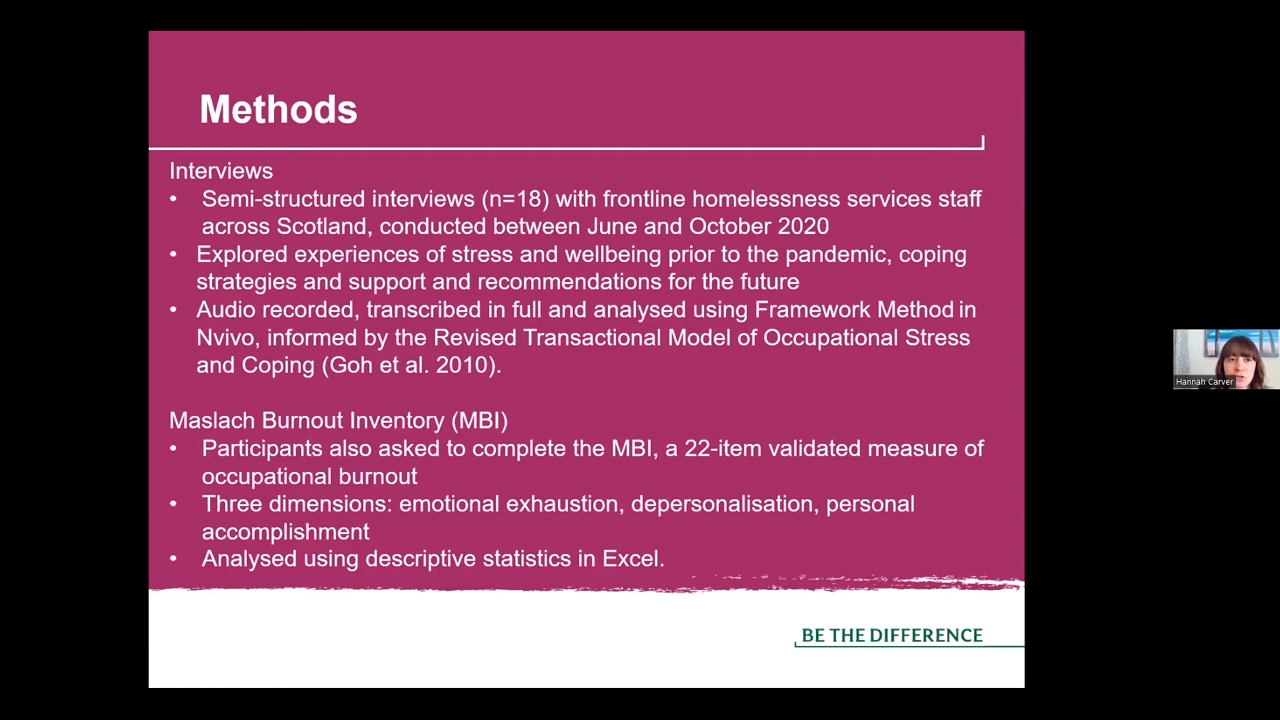 Methods
Interviews
• Semi-structured interviews (n=18) with frontline homelessness services staff
across Scotland, conducted between June and October 2020
• Explored experiences of stress and wellbeing prior to the pandemic, coping
strategies and support and recommendations for the future
• Audio recorded, transcribed in full and analysed using Framework Method in
Nvivo, informed by the Revised Transactional Model of Occupational Stress
and Coping (Goh et al. 2010).
Maslach Burnout Inventory (MBI)
• Participants also asked to complete the MBI, a 22-item validated measure of
occupational burnout
• Three dimensions: emotional exhaustion, depersonalisation, personal
accomplishment
• Analysed using descriptive statistics in Excel.
BE THE DIFFERENCE
Hannah Carver